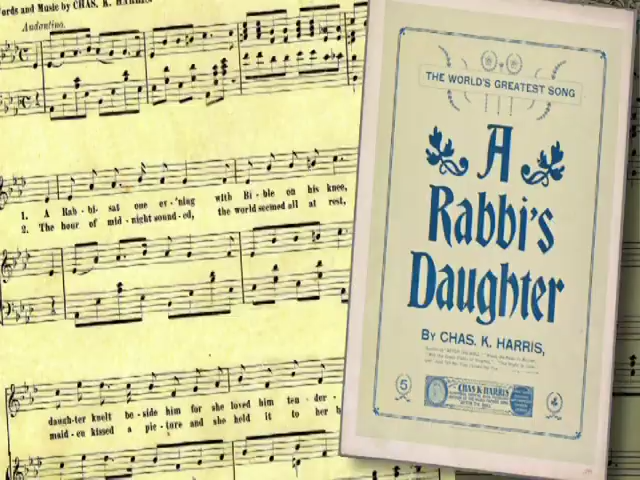 Words and Music by CHAS. K. HARRIS
Andantino.
1. A Rab - bi- sat one ev -'ning with Bi - ble on his knee,
2. The hour of mid - night sound - ed, the world seemed all at rest,
daugh-ter knelt be - side him for she loved him ten - der -
maid - en kissed a pic - ture and she held it to her
THE WORLD'S GREATEST SONG
A
Rabbi's
Daughter
BY CHAS. K. HARRIS,
5
CHAS K HARRIS
4